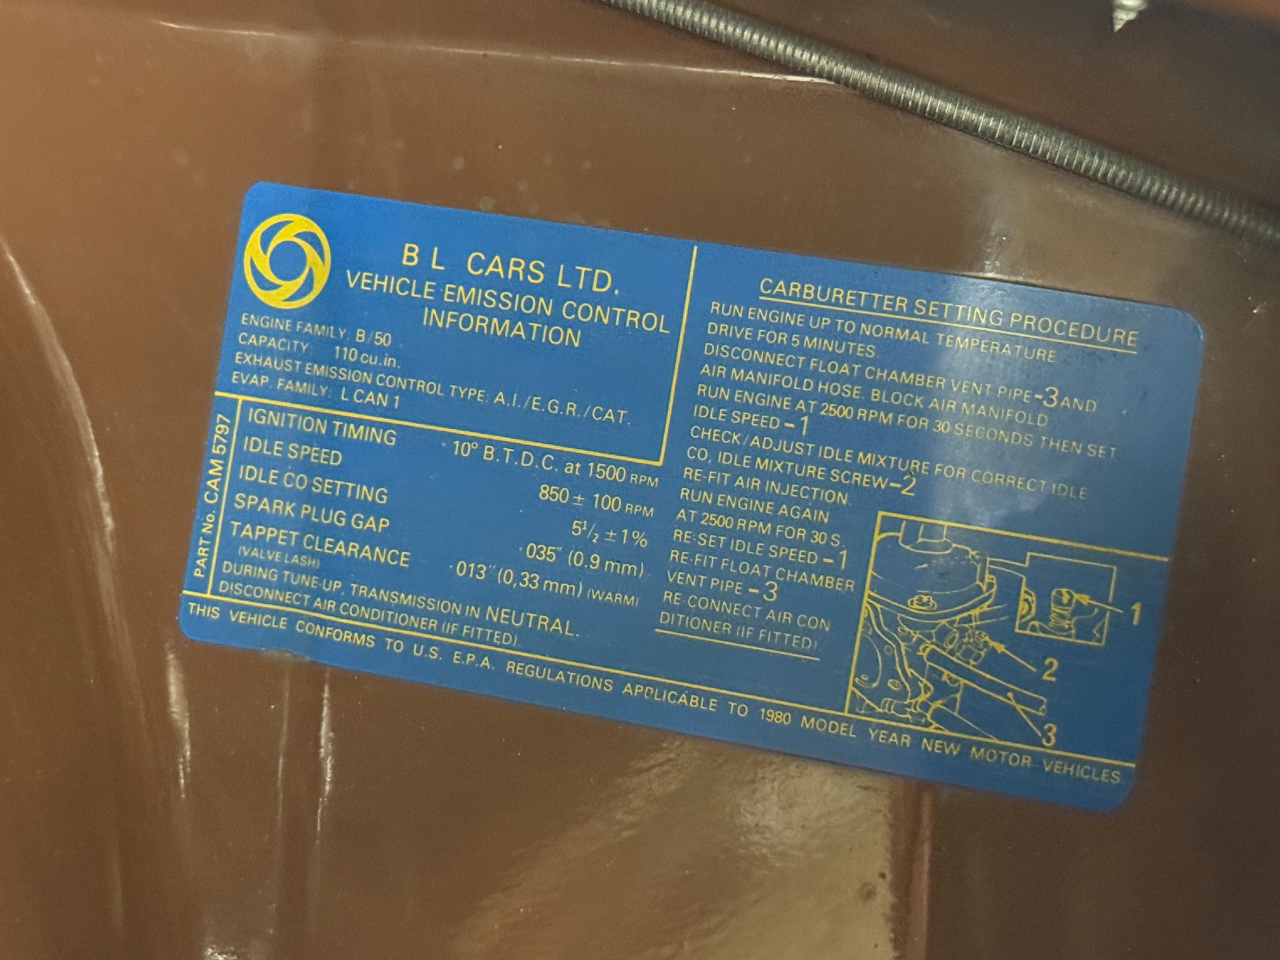 B L CARS LTD.
VEHICLE EMISSION CONTROL
INFORMATION
ENGINE FAMILY: B/50
CAPACITY: 110 cu.in.
EXHAUST EMISSION CONTROL TYPE: A.I./E.G.R./CAT.
EVAP. FAMILY: L CAN 1
PART No. CAM 5797
IGNITION TIMING 10° B.T.D.C. at 1500 RPM
IDLE SPEED 850 ± 100 RPM
IDLE CO SETTING 5½ ± 1%
SPARK PLUG GAP .035" (0.9 mm)
TAPPET CLEARANCE .013" (0,33 mm) (WARM)
(VALVE LASH)
DURING TUNE-UP, TRANSMISSION IN NEUTRAL.
DISCONNECT AIR CONDITIONER (IF FITTED).
CARBURETTER SETTING PROCEDURE
RUN ENGINE UP TO NORMAL TEMPERATURE
DRIVE FOR 5 MINUTES.
DISCONNECT FLOAT CHAMBER VENT PIPE-3 AND
AIR MANIFOLD HOSE. BLOCK AIR MANIFOLD
RUN ENGINE AT 2500 RPM FOR 30 SECONDS THEN SET
IDLE SPEED -1
CHECK/ADJUST IDLE MIXTURE FOR CORRECT IDLE
CO, IDLE MIXTURE SCREW-2
RE-FIT AIR INJECTION.
RUN ENGINE AGAIN
AT 2500 RPM FOR 30 S.
RE-SET IDLE SPEED -1
RE-FIT FLOAT CHAMBER
VENT PIPE -3
RE-CONNECT AIR CON
DITIONER (IF FITTED)
1
2
3
THIS VEHICLE CONFORMS TO U.S. E.P.A. REGULATIONS APPLICABLE TO 1980 MODEL YEAR NEW MOTOR VEHICLES